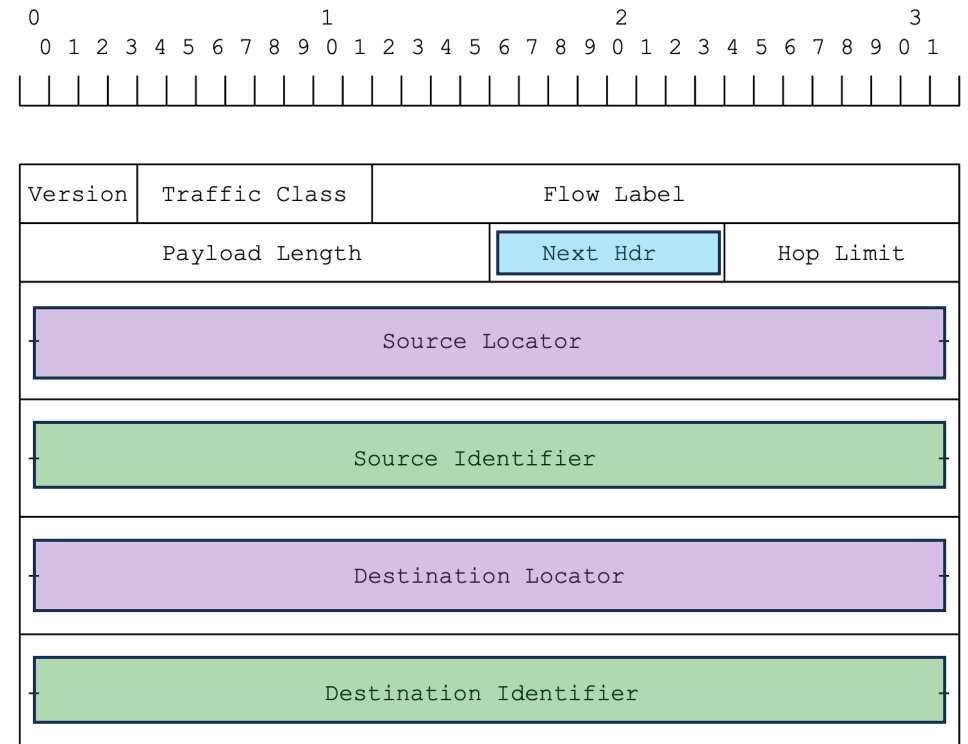 0 1 2 3
0 1 2 3 4 5 6 7 8 9 0 1 2 3 4 5 6 7 8 9 0 1 2 3 4 5 6 7 8 9 0 1
Version Traffic Class Flow Label
Payload Length Next Hdr Hop Limit
Source Locator
Source Identifier
Destination Locator
Destination Identifier